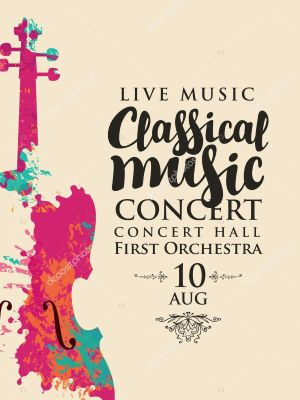 LIVE MUSIC
Classical
music
CONCERT
CONCERT HALL
FIRST ORCHESTRA
10
AUG